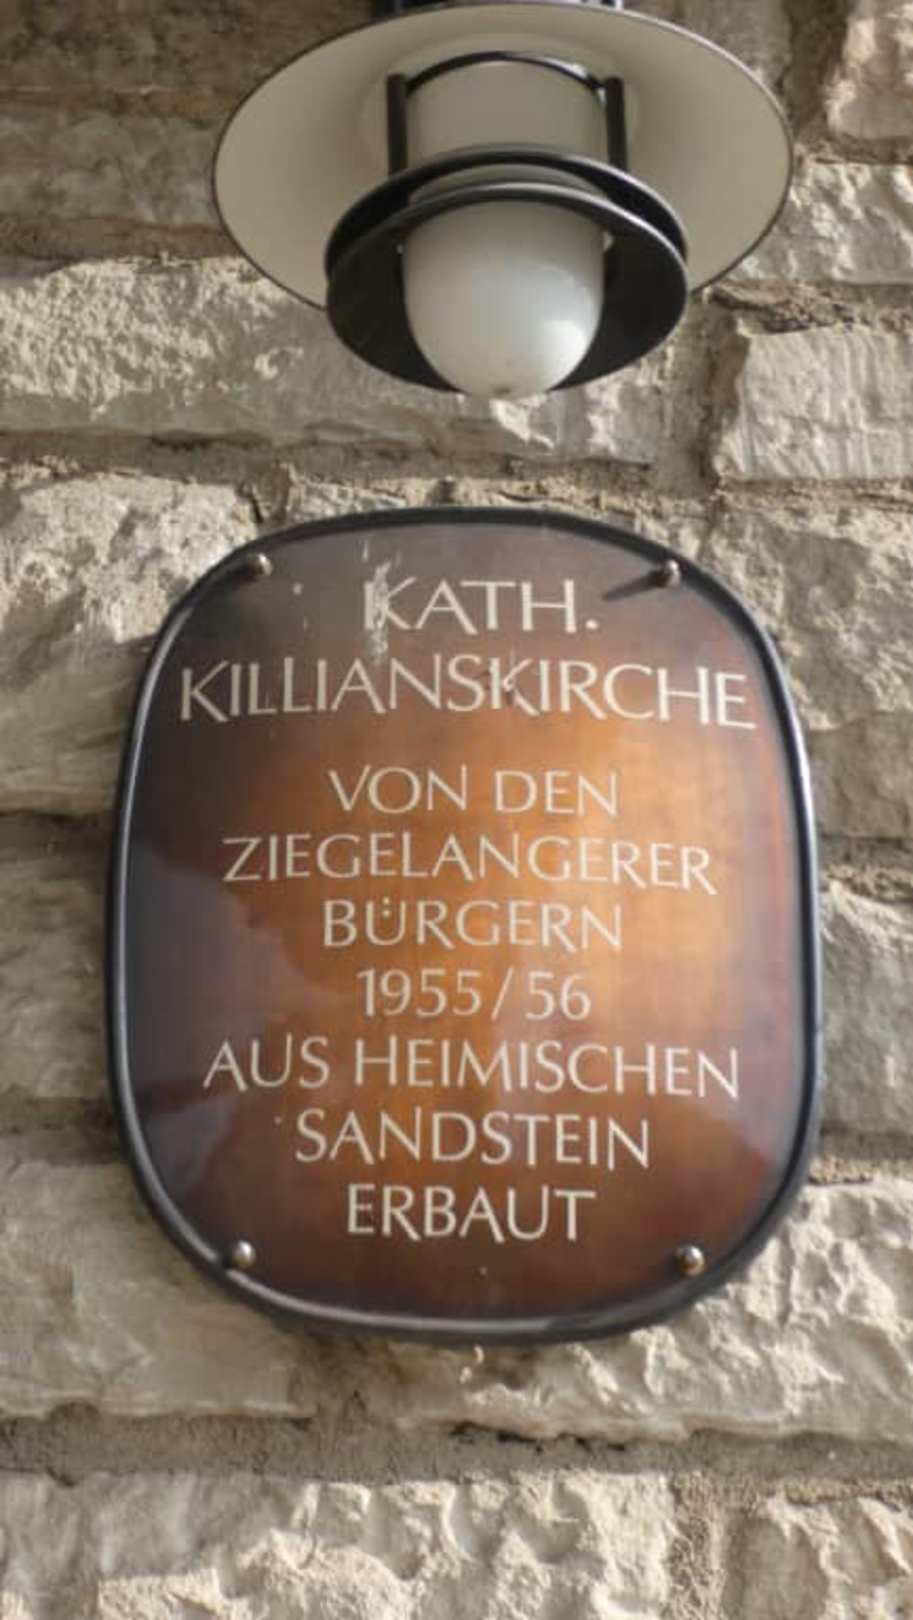 KATH.
KILLIANSKIRCHE
VON DEN
ZIEGELANGERER
BÜRGERN
1955/56
AUS HEIMISCHEN
SANDSTEIN
ERBAUT